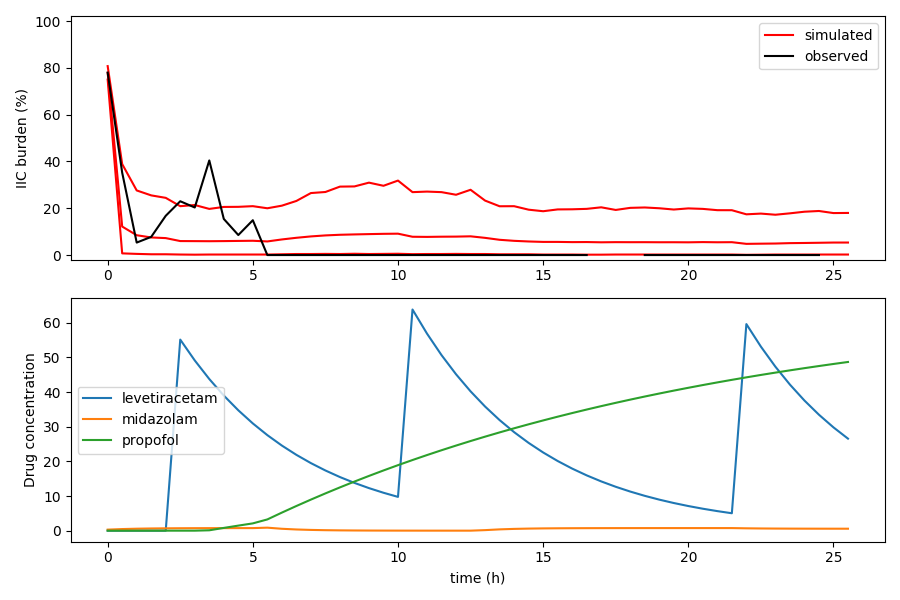 IIC burden (%)
100
80
60
40
20
0
simulated
observed
0 5 10 15 20 25
Drug concentration
60
50
40
30
20
10
0
levetiracetam
midazolam
propofol
0 5 10 15 20 25
time (h)